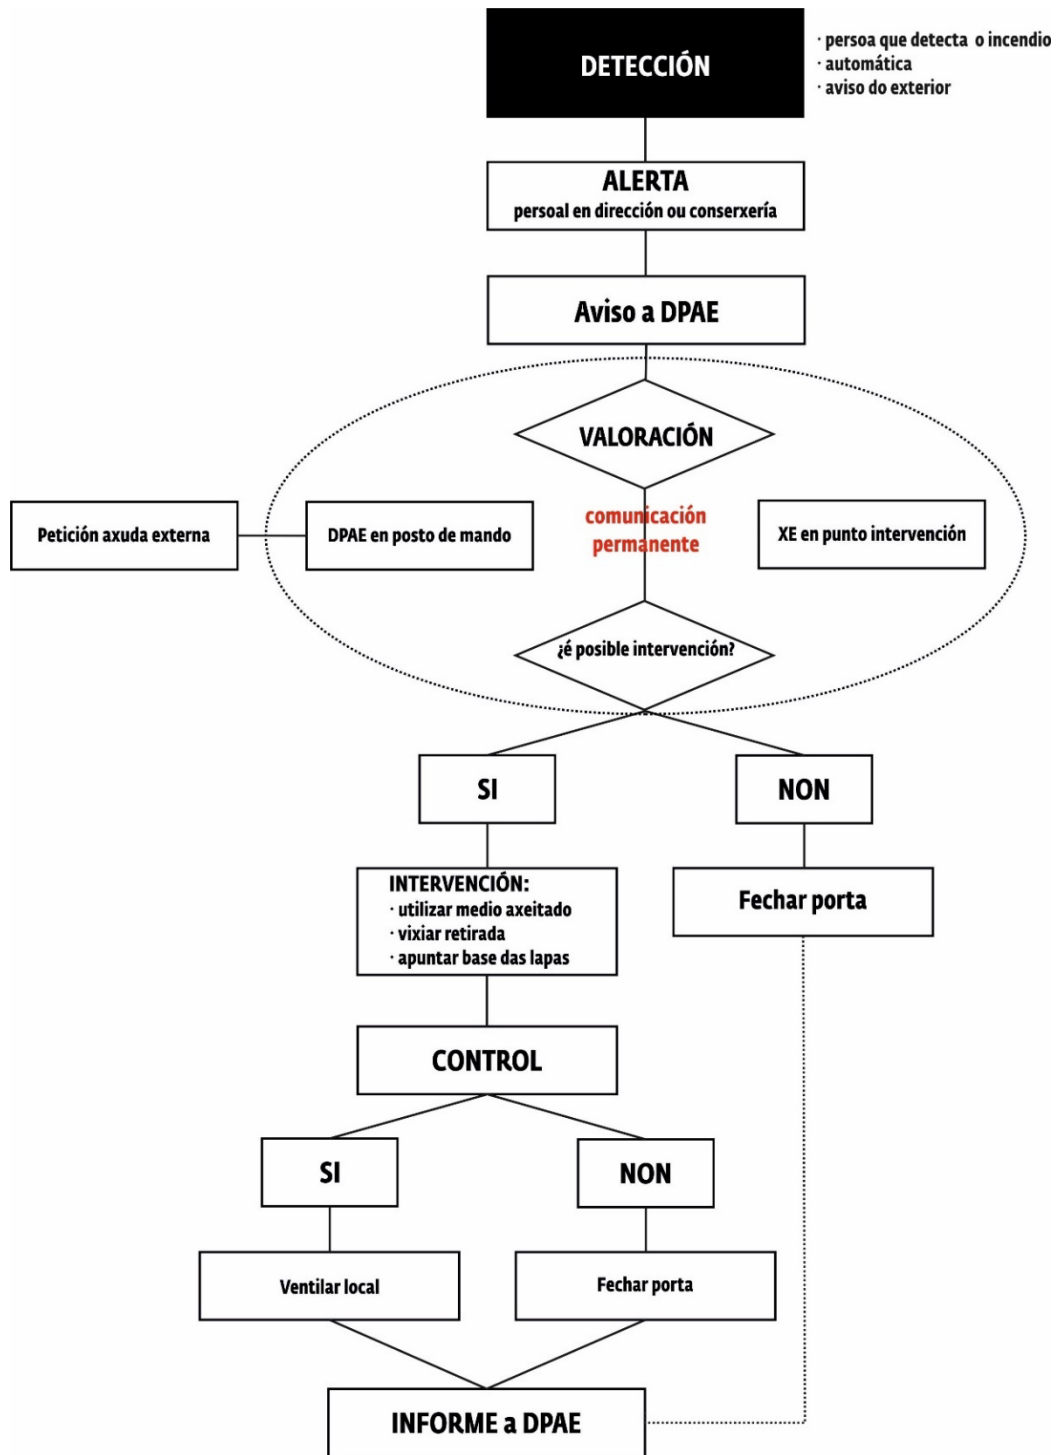 DETECCIÓN
· persoa que detecta o incendio
· automática
· aviso do exterior
ALERTA
persoal en dirección ou conserxería
Aviso a DPAE
VALORACIÓN
Petición axuda externa
DPAE en posto de mando
comunicación
permanente
XE en punto intervención
¿é posible intervención?
SI
NON
INTERVENCIÓN:
· utilizar medio axeitado
· vixiar retirada
· apuntar base das lapas
Fechar porta
CONTROL
SI
NON
Ventilar local
Fechar porta
INFORME a DPAE